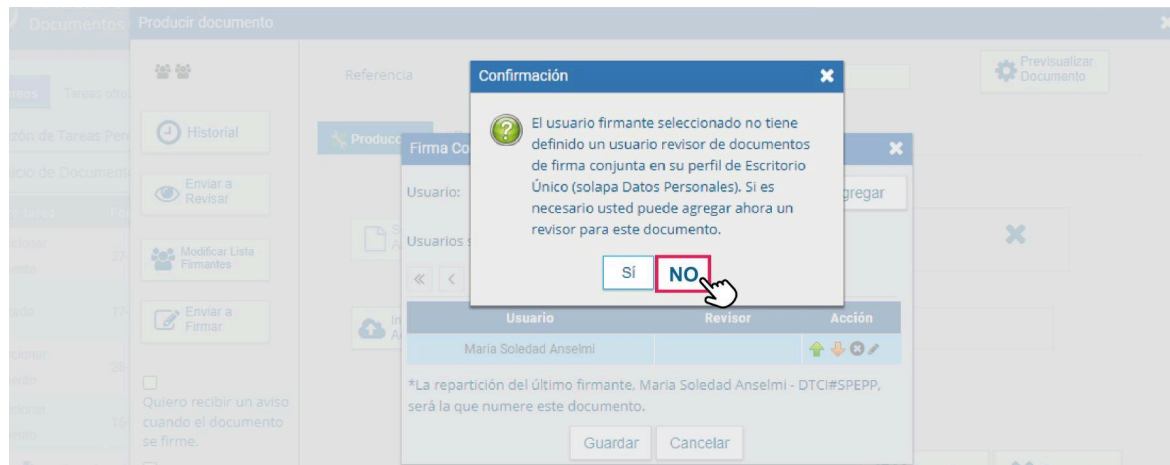 Documentos
Producir documento
Referencia
Previsualizar
Documento
Tareas otro
Confirmación
El usuario firmante seleccionado no tiene
definido un usuario revisor de documentos
de firma conjunta en su perfil de Escritorio
Único (solapa Datos Personales). Si es
necesario usted puede agregar ahora un
revisor para este documento.
Sí
NO
Historial
Enviar a
Revisar
Modificar Lista
Firmantes
Enviar a
Firmar
Quiero recibir un aviso
cuando el documento
se firme.
Produc
Firma Co
Usuario:
gregar
Usuarios s
Usuario Revisor Acción
Maria Soledad Anselmi
*La repartición del último firmante, Maria Soledad Anselmi - DTCI#SPEPP,
será la que numere este documento.
Guardar Cancelar